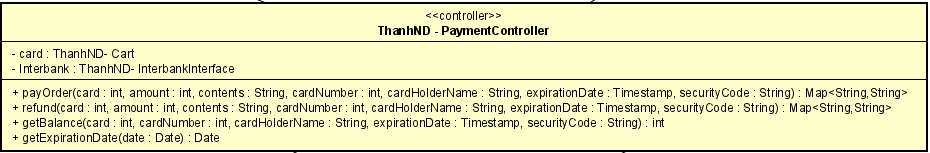 <<controller>>
ThanhND - PaymentController
- card : ThanhND- Cart
- Interbank : ThanhND- InterbankInterface
+ payOrder(card : int, amount : int, contents : String, cardNumber : int, cardHolderName : String, expirationDate : Timestamp, securityCode : String) : Map<String,String>
+ refund(card : int, amount : int, contents : String, cardNumber : int, cardHolderName : String, expirationDate : Timestamp, securityCode : String) : Map<String,String>
+ getBalance(card : int, cardNumber : int, cardHolderName : String, expirationDate : Timestamp, securityCode : String) : int
+ getExpirationDate(date : Date) : Date